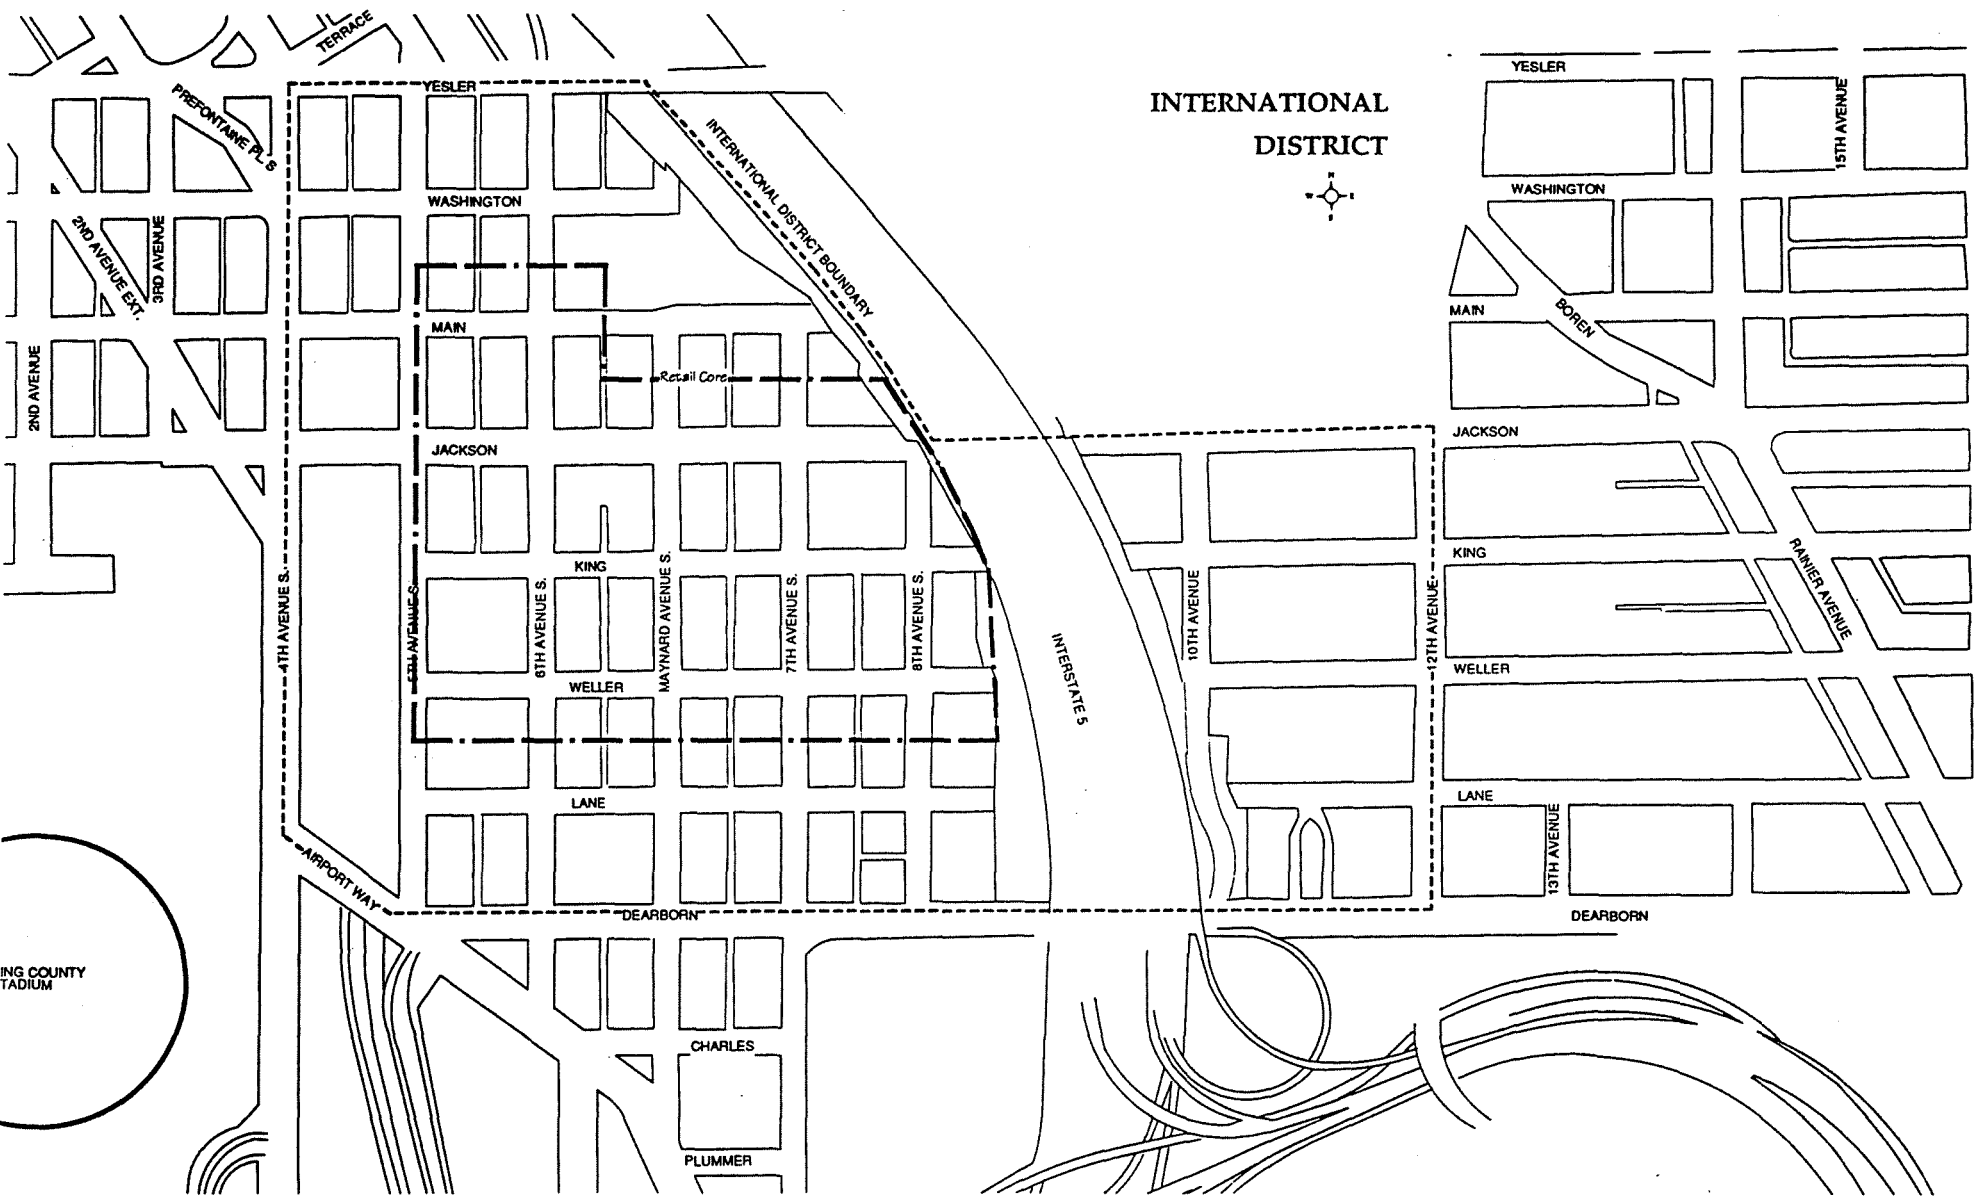 TERRACE
YESLER
YESLER
INTERNATIONAL
DISTRICT
PREFONTAINE PL S
15TH AVENUE
INTERNATIONAL DISTRICT BOUNDARY
N
W E
S
WASHINGTON
WASHINGTON
2ND AVENUE EXT.
3RD AVENUE
MAIN
MAIN
BOREN
2ND AVENUE
Retail Core
JACKSON
JACKSON
KING
KING
4TH AVENUE S.
5TH AVENUE S.
6TH AVENUE S.
MAYNARD AVENUE S.
7TH AVENUE S.
8TH AVENUE S.
10TH AVENUE
12TH AVENUE
RAINIER AVENUE
INTERSTATE 5
WELLER
WELLER
LANE
LANE
13TH AVENUE
AIRPORT WAY
DEARBORN
DEARBORN
ING COUNTY
TADIUM
CHARLES
PLUMMER